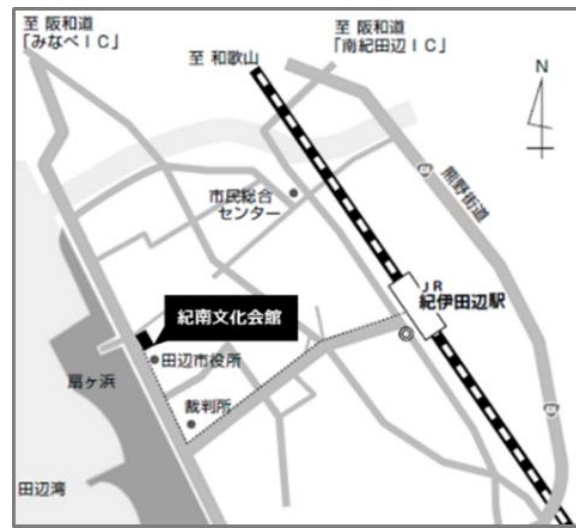 至 阪和道
「みなべIC」
至 和歌山
至 阪和道
「南紀田辺IC」
N
熊野街道
市民総合
センター
JR
紀伊田辺駅
紀南文化会館
田辺市役所
扇ヶ浜
裁判所
田辺湾